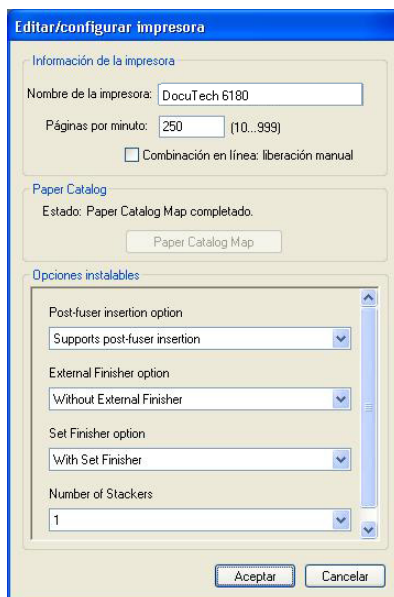 Editar/configurar impresora
Información de la impresora
Nombre de la impresora: DocuTech 6180
Páginas por minuto: 250 (10...999)
Combinación en línea: liberación manual
Paper Catalog
Estado: Paper Catalog Map completado.
Paper Catalog Map
Opciones instalables
Post-fuser insertion option
Supports post-fuser insertion
External Finisher option
Without External Finisher
Set Finisher option
With Set Finisher
Number of Stackers
1
Aceptar Cancelar